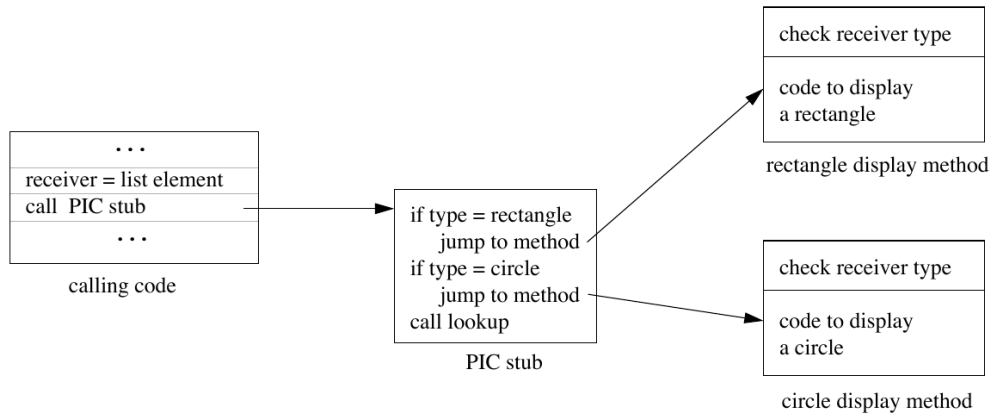 ...
receiver = list element
call PIC stub
...
calling code
if type = rectangle
jump to method
if type = circle
jump to method
call lookup
PIC stub
check receiver type
code to display
a rectangle
rectangle display method
check receiver type
code to display
a circle
circle display method